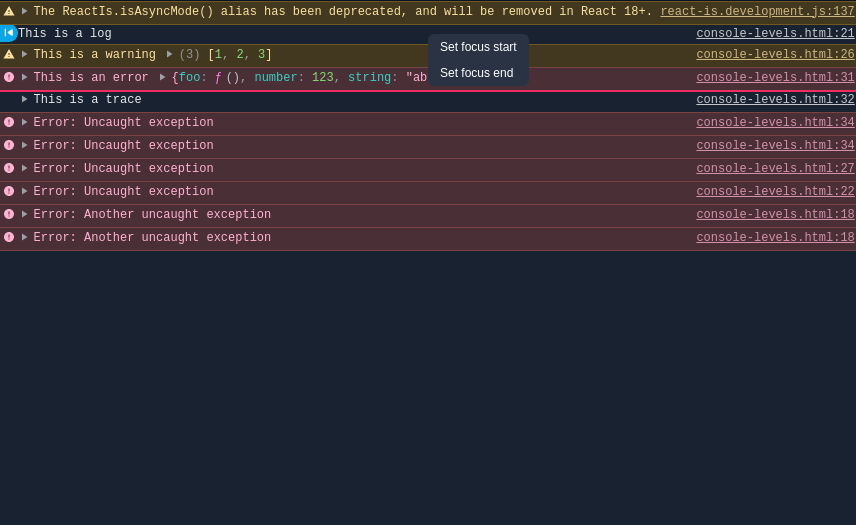 The ReactIs.isAsyncMode() alias has been deprecated, and will be removed in React 18+. react-is.development.js:137
This is a log console-levels.html:21
Set focus start
This is a warning (3) [1, 2, 3] console-levels.html:26
Set focus end
This is an error {foo: ƒ (), number: 123, string: "ab console-levels.html:31
This is a trace console-levels.html:32
Error: Uncaught exception console-levels.html:34
Error: Uncaught exception console-levels.html:34
Error: Uncaught exception console-levels.html:27
Error: Uncaught exception console-levels.html:22
Error: Another uncaught exception console-levels.html:18
Error: Another uncaught exception console-levels.html:18